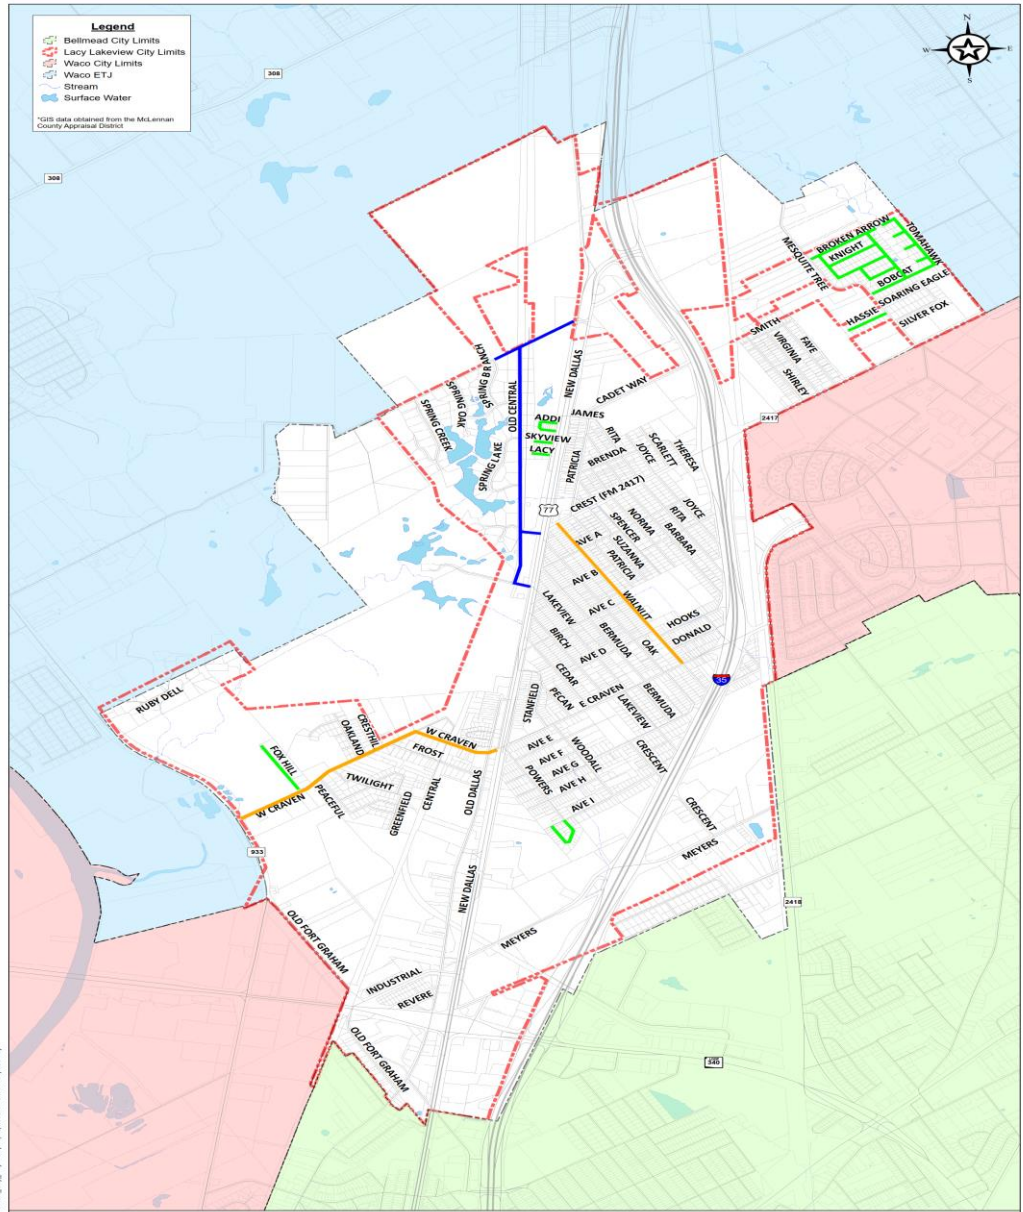 Legend
Bellmead City Limits
Lacy Lakeview City Limits
Waco City Limits
Waco ETJ
Stream
Surface Water
*GIS data obtained from the McLennan
County Appraisal District
N
W
E
S
308
308
BROKEN ARROW
TOMAHAWK
KNIGHT
MESQUITE TREE
BOBCAT
SOARING EAGLE
HASSIE
SILVER FOX
SMITH
FAYE
VIRGINIA
SHIRLEY
2417
SPRING BRANCH
SPRING OAK
SPRING CREEK
OLD CENTRAL
SPRING LAKE
NEW DALLAS
CADET WAY
ADDI
JAMES
SKYVIEW
LACY
PATRICIA
RITA
BRENDA
JOYCE
SCARLETT
THERESA
CREST (FM 2417)
77
JOYCE
RITA
BARBARA
NORMA
SPENCER
SUZANNA
PATRICIA
AVE A
AVE B
WALNUT
LAKEVIEW
AVE C
HOOKS
DONALD
BIRCH
BERMUDA
OAK
AVE D
CEDAR
35
PECAN
E CRAVEN
BERMUDA
LAKEVIEW
STANFIELD
RUBY DELL
CRESTHIL
OAKLAND
W CRAVEN
FROST
FOX HILL
AVE E
WOODALL
CRESCENT
AVE F
AVE G
POWERS
AVE H
AVE I
TWILIGHT
PEACEFUL
CENTRAL
OLD DALLAS
GREENFIELD
W CRAVEN
CRESCENT
MEYERS
933
NEW DALLAS
2418
OLD FORT GRAHAM
MEYERS
INDUSTRIAL
REVERE
OLD FORT GRAHAM
340